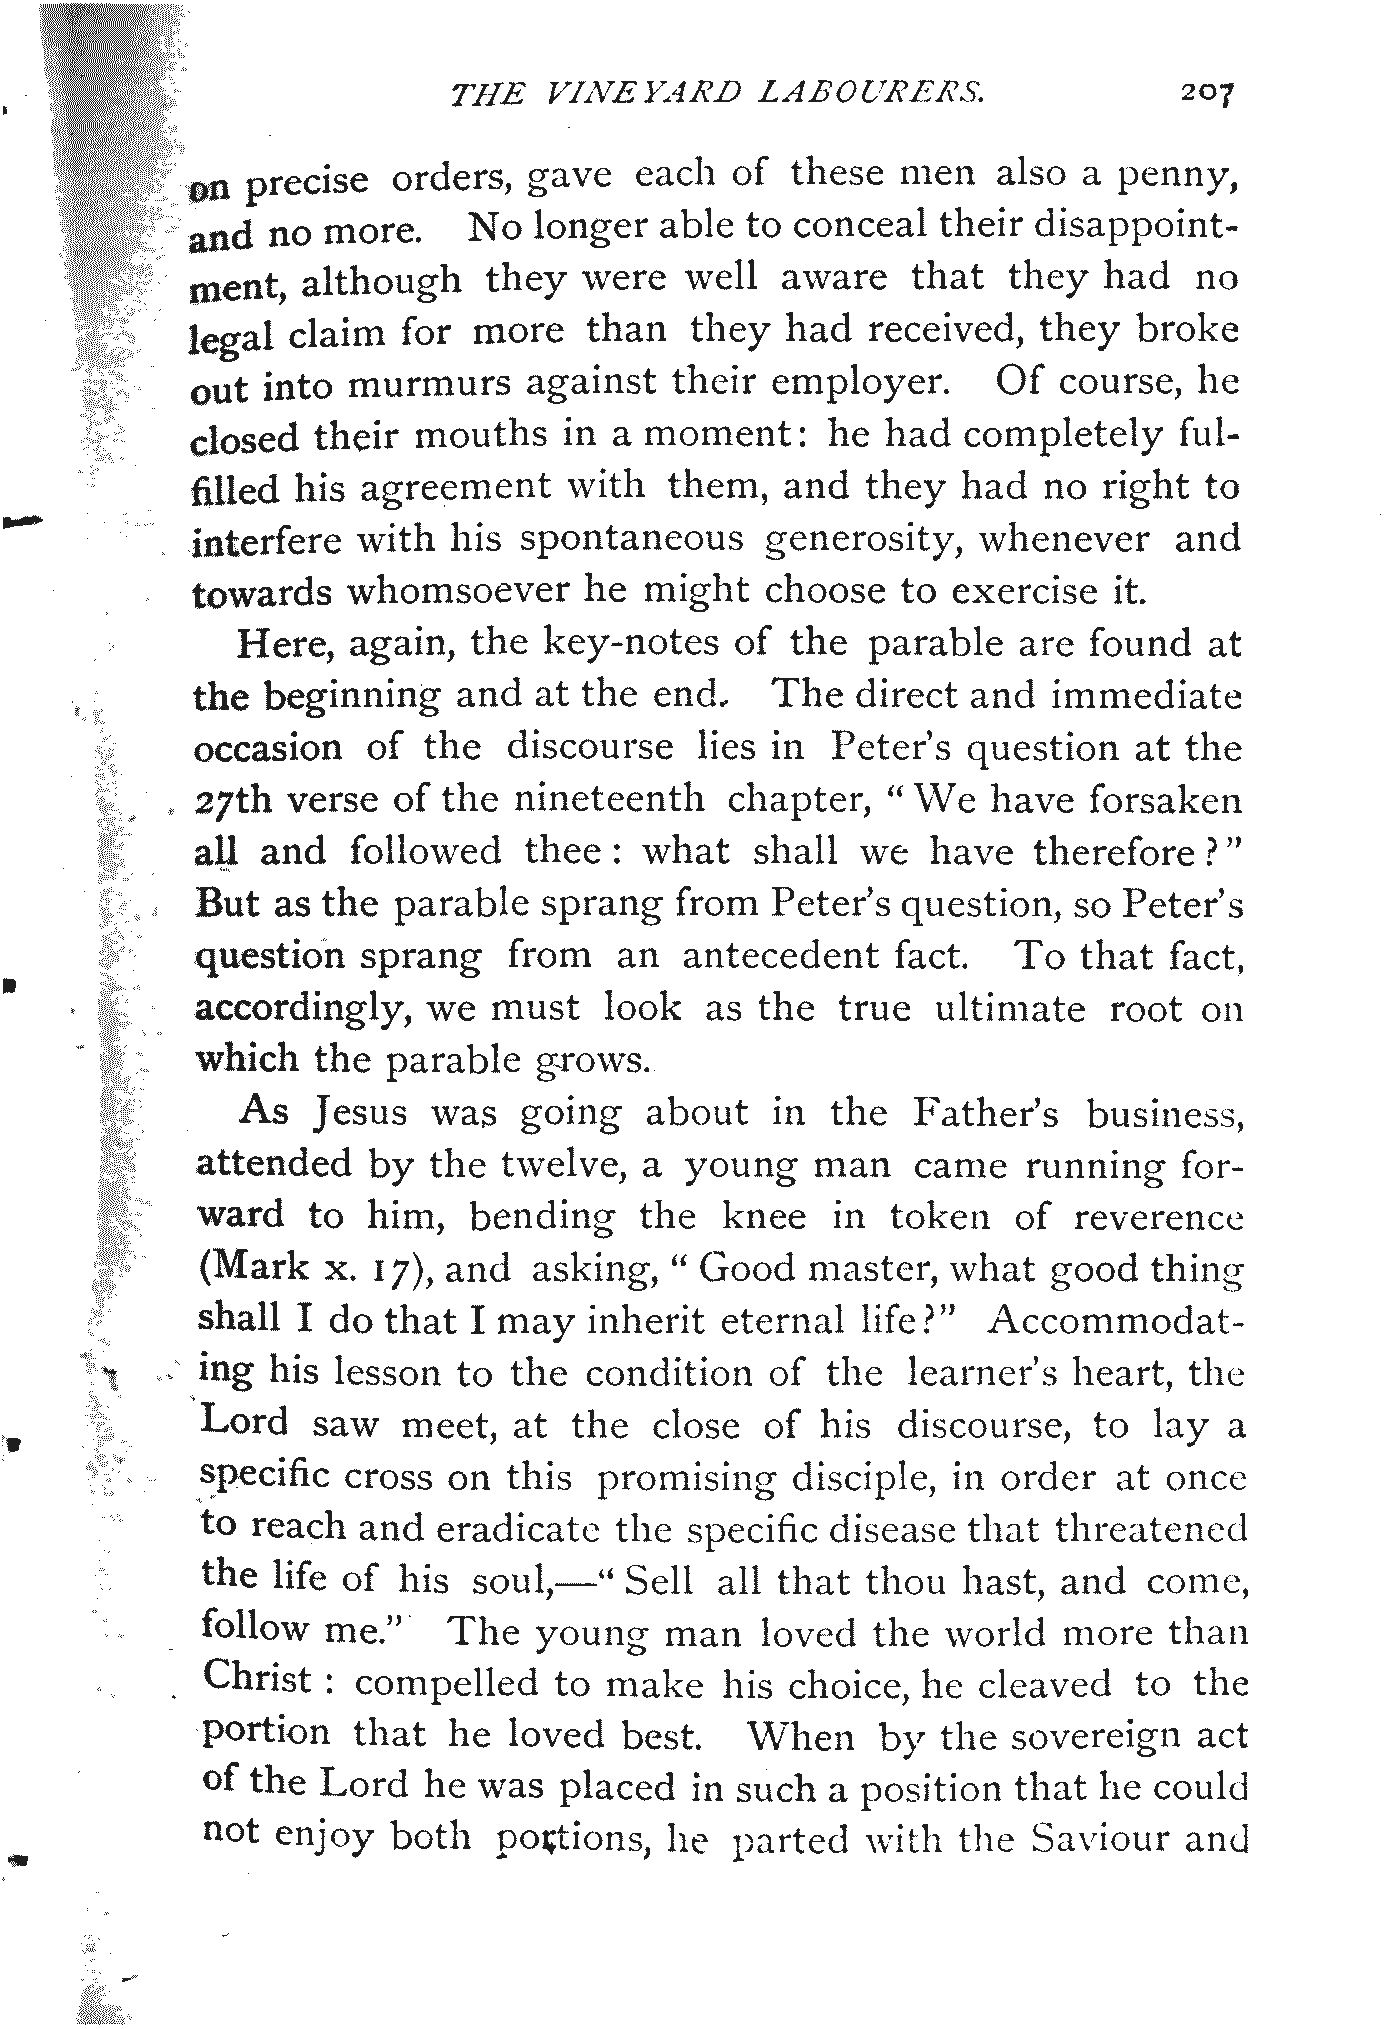 THE VINEYARD LABOURERS. 207
on precise orders, gave each of these men also a penny,
and no more. No longer able to conceal their disappoint-
ment, although they were well aware that they had no
legal claim for more than they had received, they broke
out into murmurs against their employer. Of course, he
closed their mouths in a moment: he had completely ful-
filled his agreement with them, and they had no right to
interfere with his spontaneous generosity, whenever and
towards whomsoever he might choose to exercise it.
Here, again, the key-notes of the parable are found at
the beginning and at the end. The direct and immediate
occasion of the discourse lies in Peter's question at the
27th verse of the nineteenth chapter, "We have forsaken
all and followed thee: what shall we have therefore?"
But as the parable sprang from Peter's question, so Peter's
question sprang from an antecedent fact. To that fact,
accordingly, we must look as the true ultimate root on
which the parable grows.
As Jesus was going about in the Father's business,
attended by the twelve, a young man came running for-
ward to him, bending the knee in token of reverence
(Mark x. 17), and asking, "Good master, what good thing
shall I do that I may inherit eternal life?" Accommodat-
ing his lesson to the condition of the learner's heart, the
Lord saw meet, at the close of his discourse, to lay a
specific cross on this promising disciple, in order at once
to reach and eradicate the specific disease that threatened
the life of his soul,—"Sell all that thou hast, and come,
follow me." The young man loved the world more than
Christ: compelled to make his choice, he cleaved to the
portion that he loved best. When by the sovereign act
of the Lord he was placed in such a position that he could
not enjoy both portions, he parted with the Saviour and